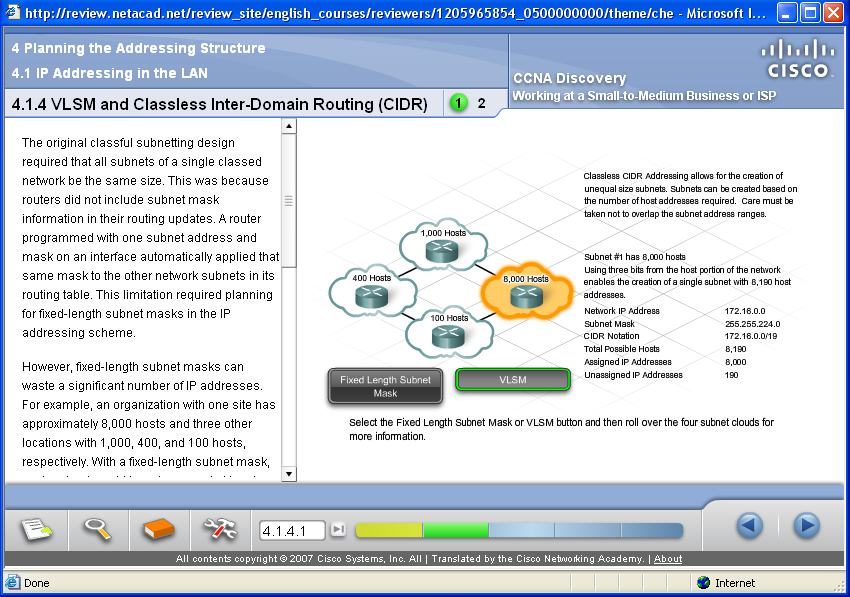 http://review.netacad.net/review_site/english_courses/reviewers/1205965854_0500000000/theme/che - Microsoft I...
4 Planning the Addressing Structure
4.1 IP Addressing in the LAN
CISCO
CCNA Discovery
Working at a Small-to-Medium Business or ISP
4.1.4 VLSM and Classless Inter-Domain Routing (CIDR)
1 2
The original classful subnetting design
required that all subnets of a single classed
network be the same size. This was because
routers did not include subnet mask
information in their routing updates. A router
programmed with one subnet address and
mask on an interface automatically applied that
same mask to the other network subnets in its
routing table. This limitation required planning
for fixed-length subnet masks in the IP
addressing scheme.
However, fixed-length subnet masks can
waste a significant number of IP addresses.
For example, an organization with one site has
approximately 8,000 hosts and three other
locations with 1,000, 400, and 100 hosts,
respectively. With a fixed-length subnet mask,
1,000 Hosts
400 Hosts
8,000 Hosts
100 Hosts
Fixed Length Subnet
Mask
VLSM
Classless CIDR Addressing allows for the creation of
unequal size subnets. Subnets can be created based on
the number of host addresses required. Care must be
taken not to overlap the subnet address ranges.
Subnet #1 has 8,000 hosts
Using three bits from the host portion of the network
enables the creation of a single subnet with 8,190 host
addresses.
Network IP Address 172.16.0.0
Subnet Mask 255.255.224.0
CIDR Notation 172.16.0.0/19
Total Possible Hosts 8,190
Assigned IP Addresses 8,000
Unassigned IP Addresses 190
Select the Fixed Length Subnet Mask or VLSM button and then roll over the four subnet clouds for
more information.
4.1.4.1
All contents copyright © 2007 Cisco Systems, Inc. All | Translated by the Cisco Networking Academy. | About
Done
Internet